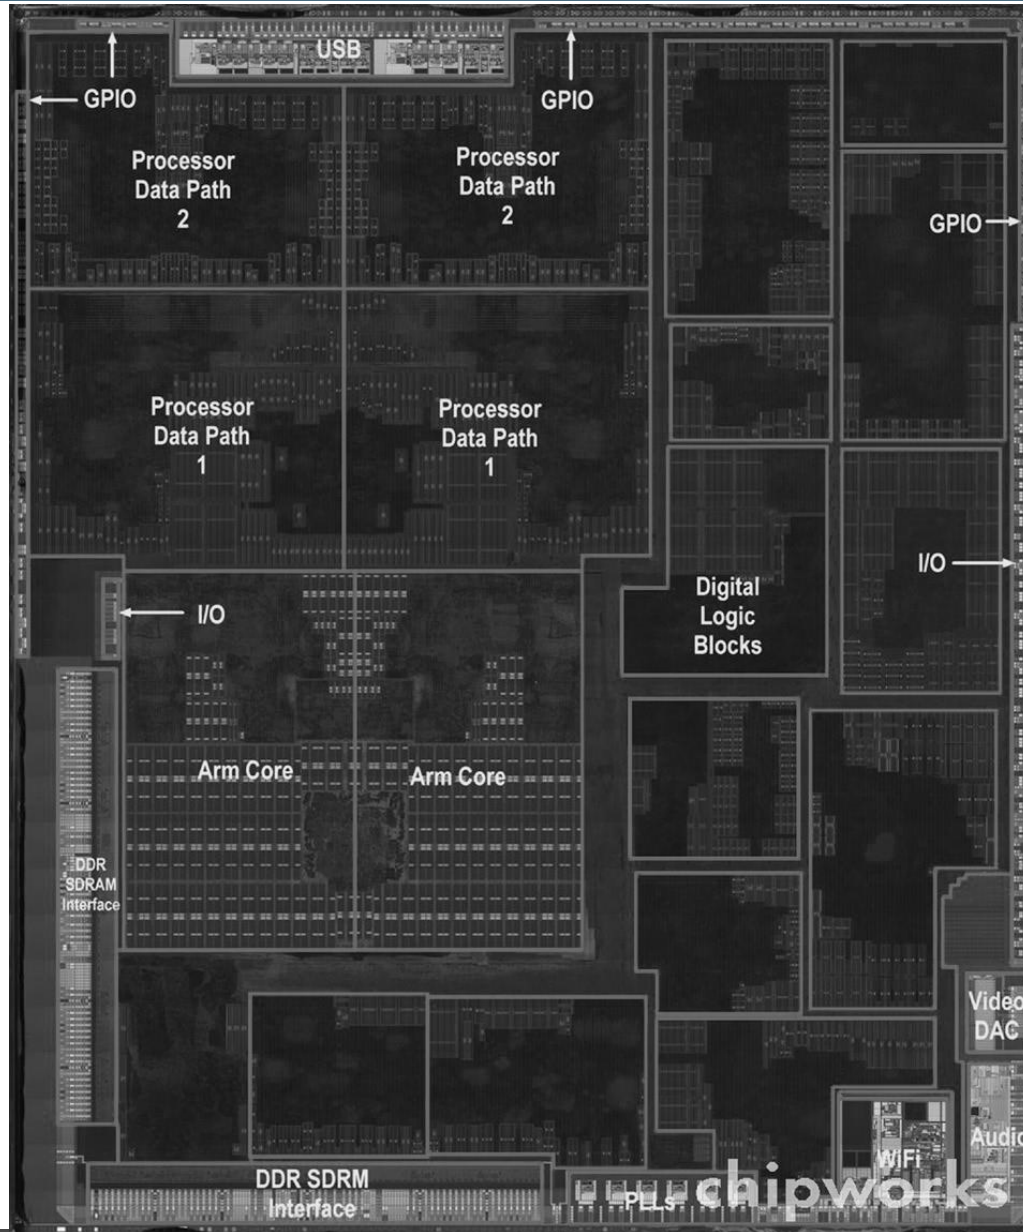 USB
GPIO
GPIO
GPIO
Processor
Data Path
2
Processor
Data Path
2
GPIO
Processor
Data Path
1
Processor
Data Path
1
I/O
I/O
Digital
Logic
Blocks
Arm Core
Arm Core
DDR
SDRAM
Interface
Video
DAC
Audio
WiFi
DDR SDRM
Interface
PLLs
chipworks